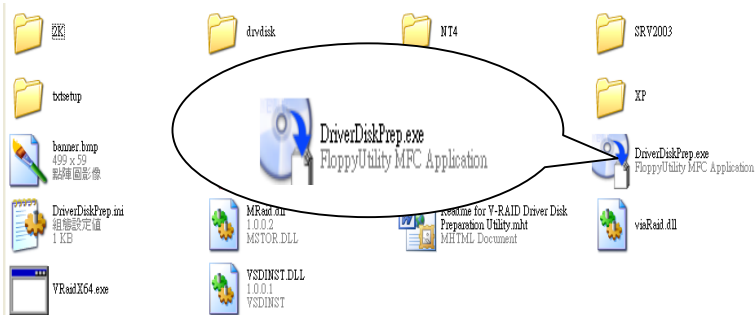 2K
drvdisk
NT4
SRV2003
txtsetup
XP
DriverDiskPrep.exe
FloppyUtility MFC Application
banner.bmp
499 x 59
點陣圖影像
DriverDiskPrep.exe
FloppyUtility MFC Application
DriverDiskPrep.ini
組態設定值
1 KB
MRaid.dll
1.0.0.2
MSTOR.DLL
Readme for V-RAID Driver Disk
Preparation Utility.mht
MHTML Document
viaRaid.dll
VRaidX64.exe
VSDINST.DLL
1.0.0.1
VSDINST